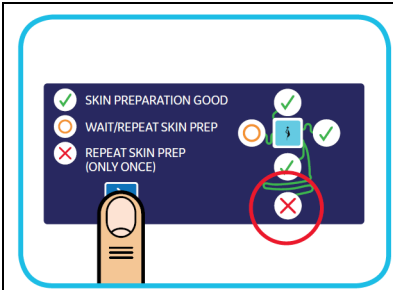 SKIN PREPARATION GOOD
WAIT/REPEAT SKIN PREP
REPEAT SKIN PREP
(ONLY ONCE)